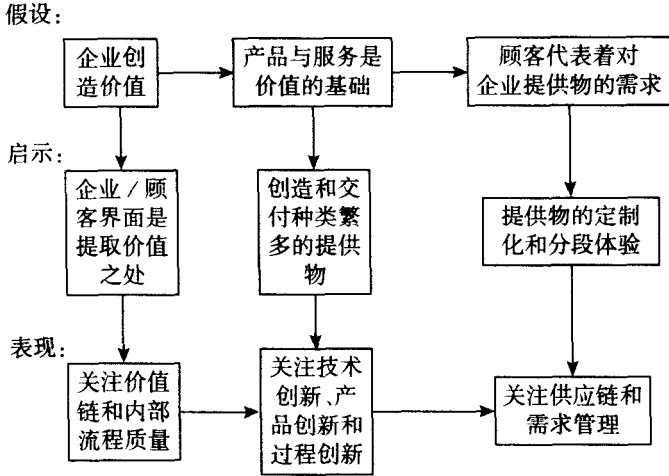 假设：
企业创
造价值
产品与服务是
价值的基础
顾客代表着对
企业提供物的需求
启示：
企业／顾
客界面是
提取价值
之处
创造和交
付种类繁
多的提供
物
提供物的定制
化和分段体验
表现：
关注价值
链和内部
流程质量
关注技术
创新、产
品创新和
过程创新
关注供应链和
需求管理